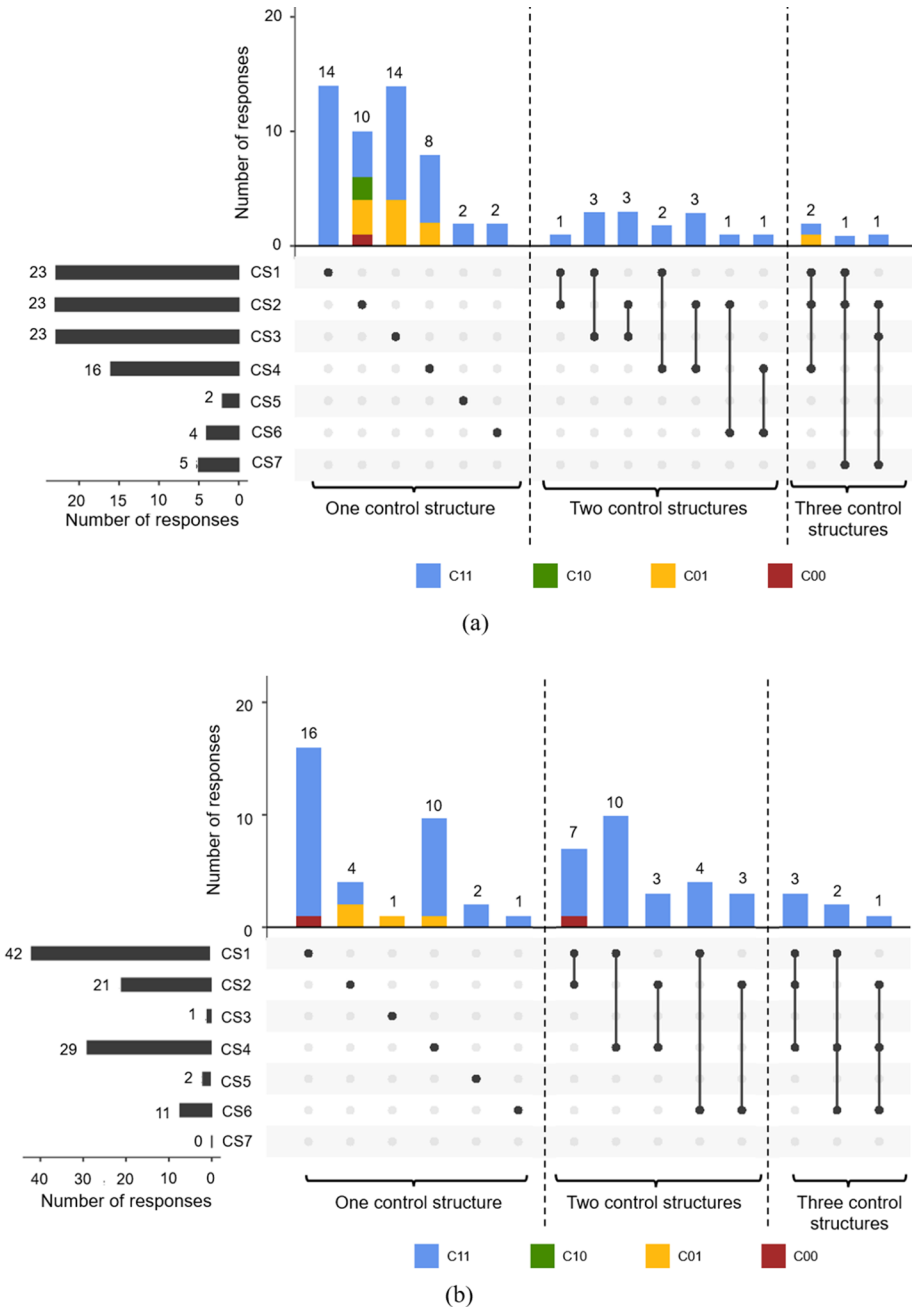 20
10
0
Number of responses
14
10
14
8
2
2
1
3
3
2
3
1
1
2
1
1
23 CS1
23 CS2
23 CS3
16 CS4
2 CS5
4 CS6
5 CS7
20 15 10 5 0
Number of responses
One control structure
Two control structures
Three control
structures
C11 C10 C01 C00
(a)
20
10
0
Number of responses
16
4
1
10
2
1
7
10
3
4
3
3
2
1
42 CS1
21 CS2
1 CS3
29 CS4
2 CS5
11 CS6
0 CS7
40 30 20 10 0
Number of responses
One control structure
Two control structures
Three control
structures
C11 C10 C01 C00
(b)